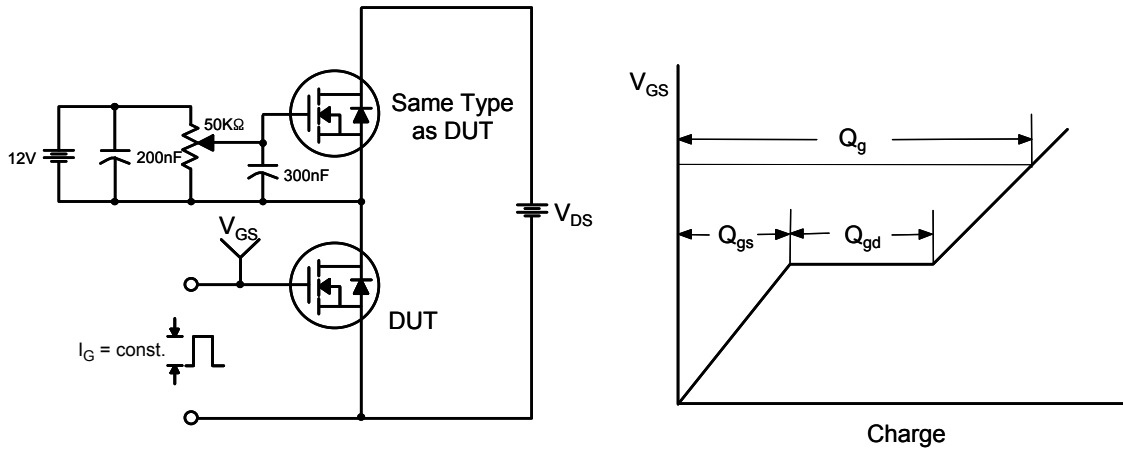 12V
200nF
50KΩ
300nF
Same Type
as DUT
V_GS
DUT
I_G = const.
V_DS
V_GS
Q_g
Q_gs
Q_gd
Charge